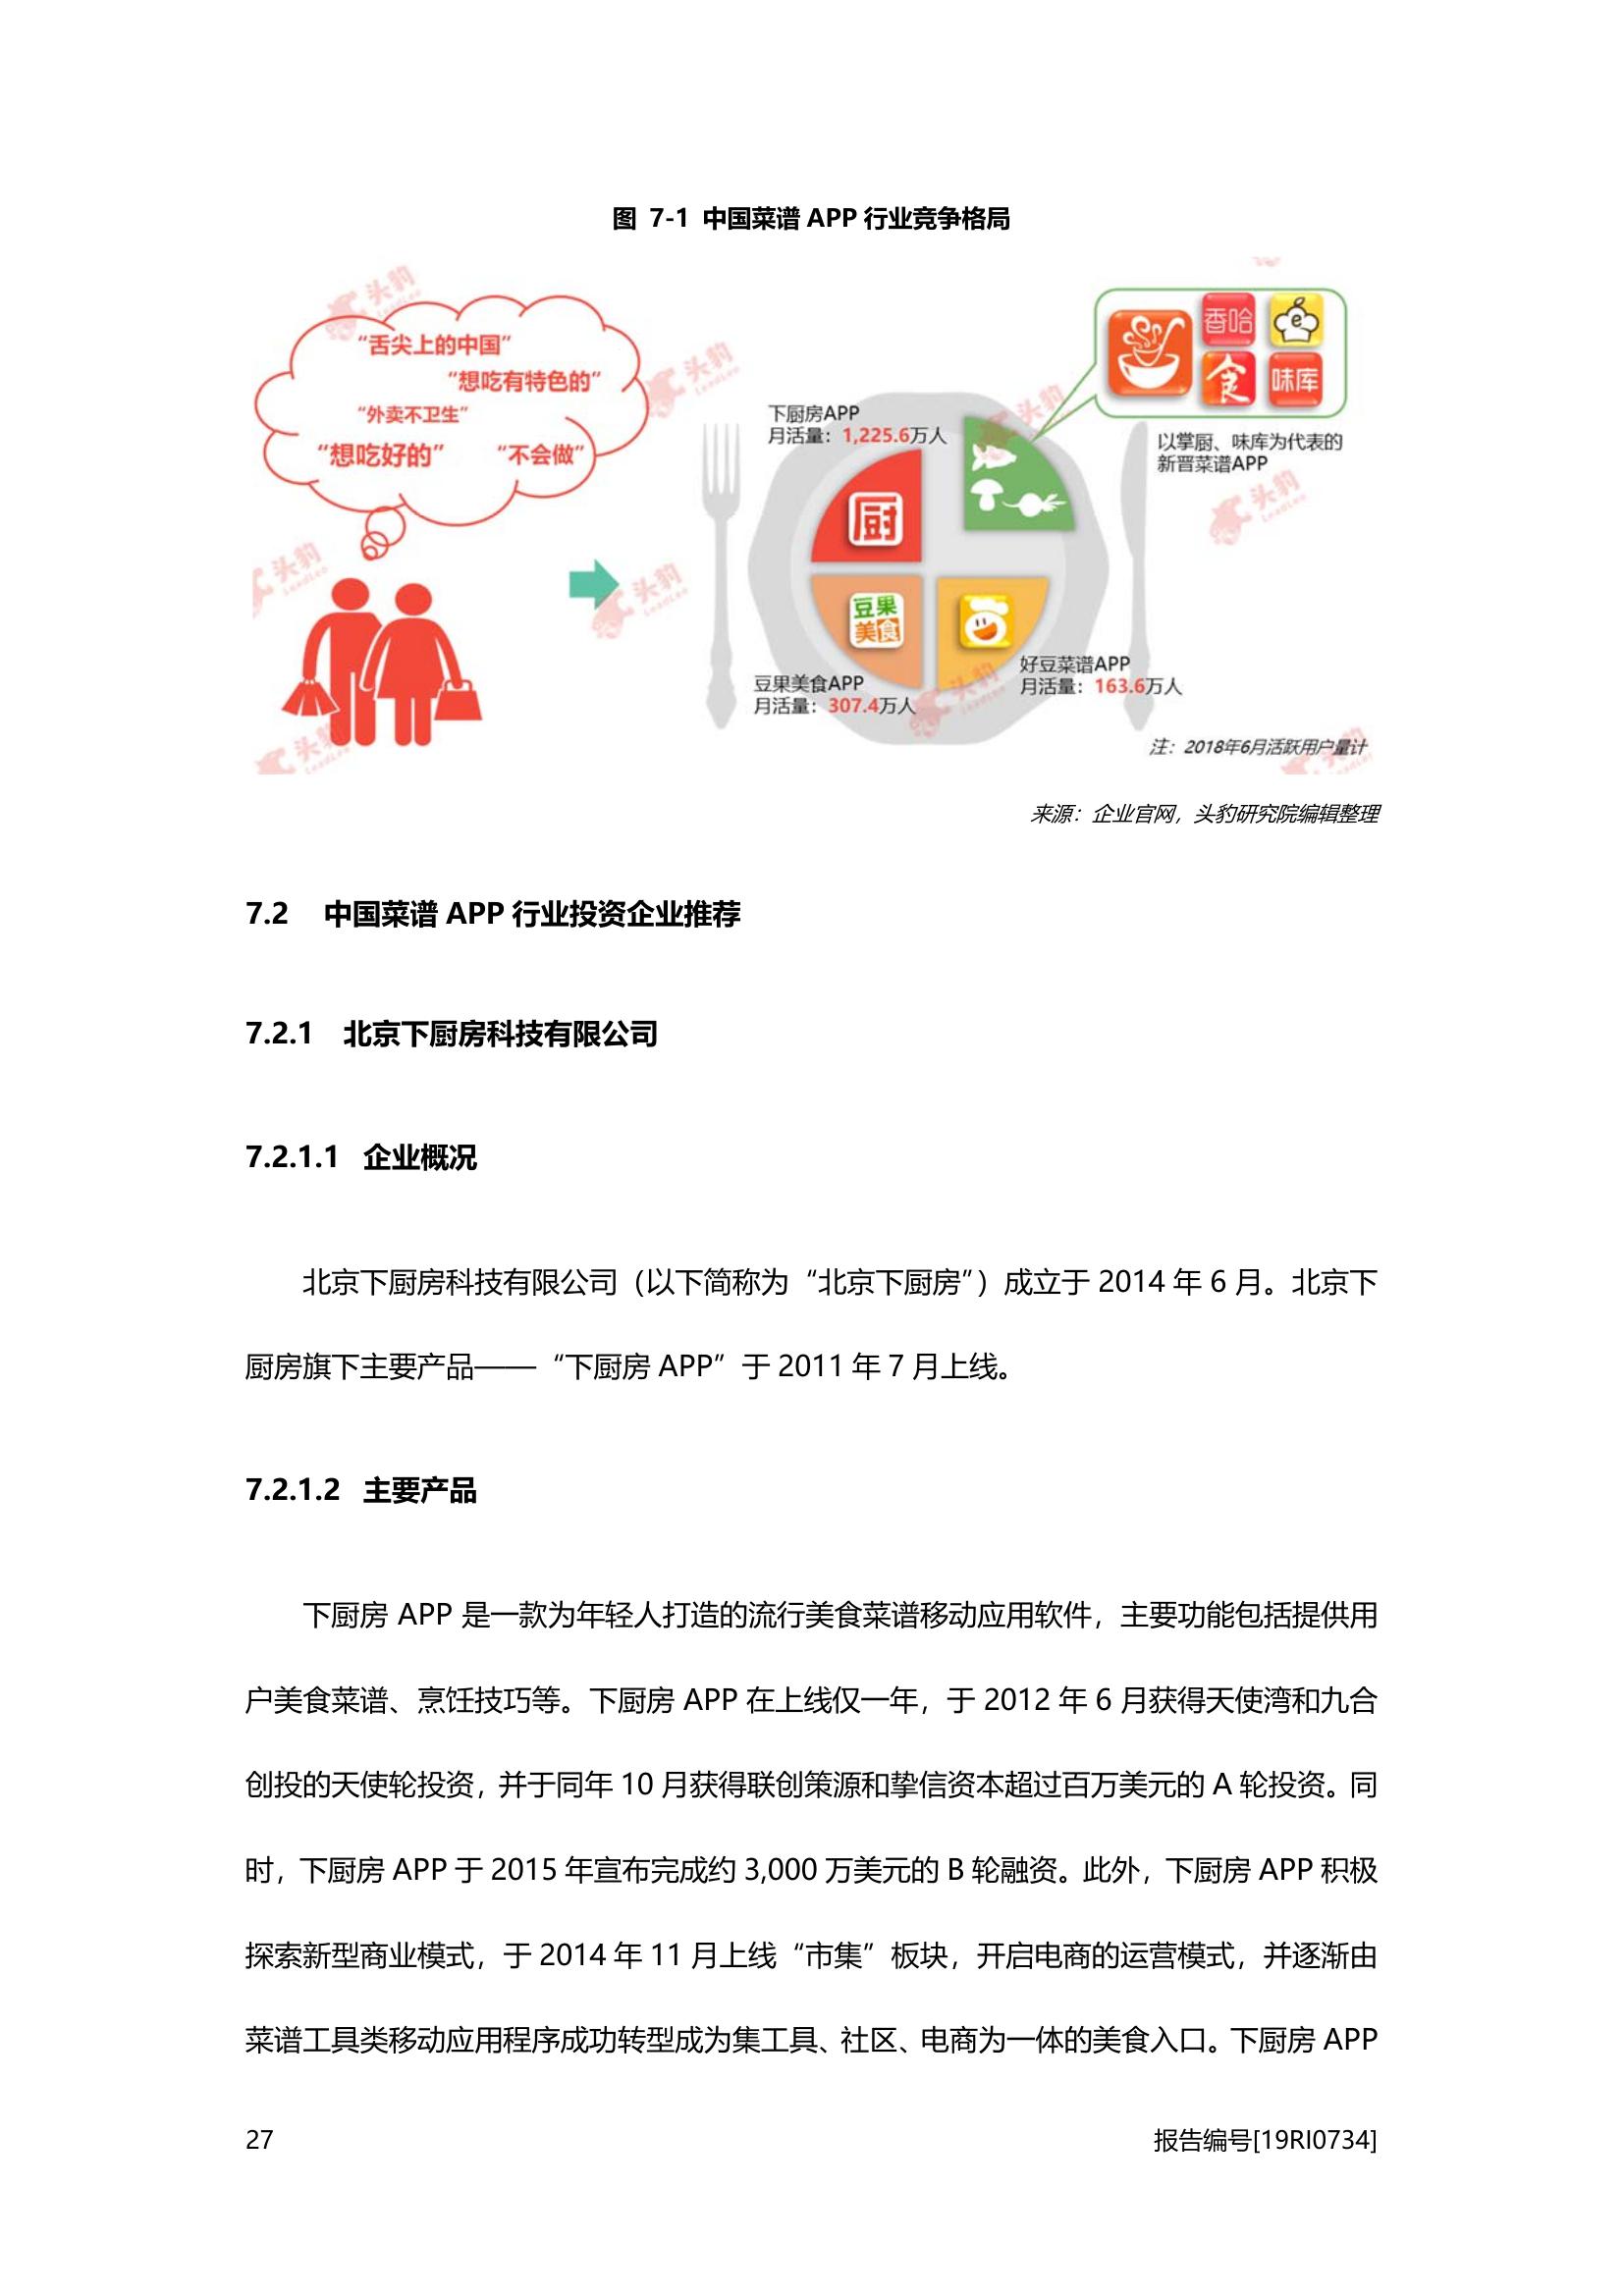 图 7-1 中国菜谱 APP 行业竞争格局
“舌尖上的中国”
“想吃有特色的”
“外卖不卫生”
“想吃好的” “不会做”
下厨房APP
月活量：1,225.6万人
厨
豆果
美食
豆果美食APP
月活量：307.4万人
好豆菜谱APP
月活量：163.6万人
香哈
食
味库
以掌厨、味库为代表的
新晋菜谱APP
注：2018年6月活跃用户量计
头豹
LeadLeo
来源：企业官网，头豹研究院编辑整理
7.2 中国菜谱 APP 行业投资企业推荐
7.2.1 北京下厨房科技有限公司
7.2.1.1 企业概况
北京下厨房科技有限公司（以下简称为“北京下厨房”）成立于 2014 年 6 月。北京下
厨房旗下主要产品——“下厨房 APP”于 2011 年 7 月上线。
7.2.1.2 主要产品
下厨房 APP 是一款为年轻人打造的流行美食菜谱移动应用软件，主要功能包括提供用
户美食菜谱、烹饪技巧等。下厨房 APP 在上线仅一年，于 2012 年 6 月获得天使湾和九合
创投的天使轮投资，并于同年 10 月获得联创策源和挚信资本超过百万美元的 A 轮投资。同
时，下厨房 APP 于 2015 年宣布完成约 3,000 万美元的 B 轮融资。此外，下厨房 APP 积极
探索新型商业模式，于 2014 年 11 月上线“市集”板块，开启电商的运营模式，并逐渐由
菜谱工具类移动应用程序成功转型成为集工具、社区、电商为一体的美食入口。下厨房 APP
27
报告编号[19RI0734]